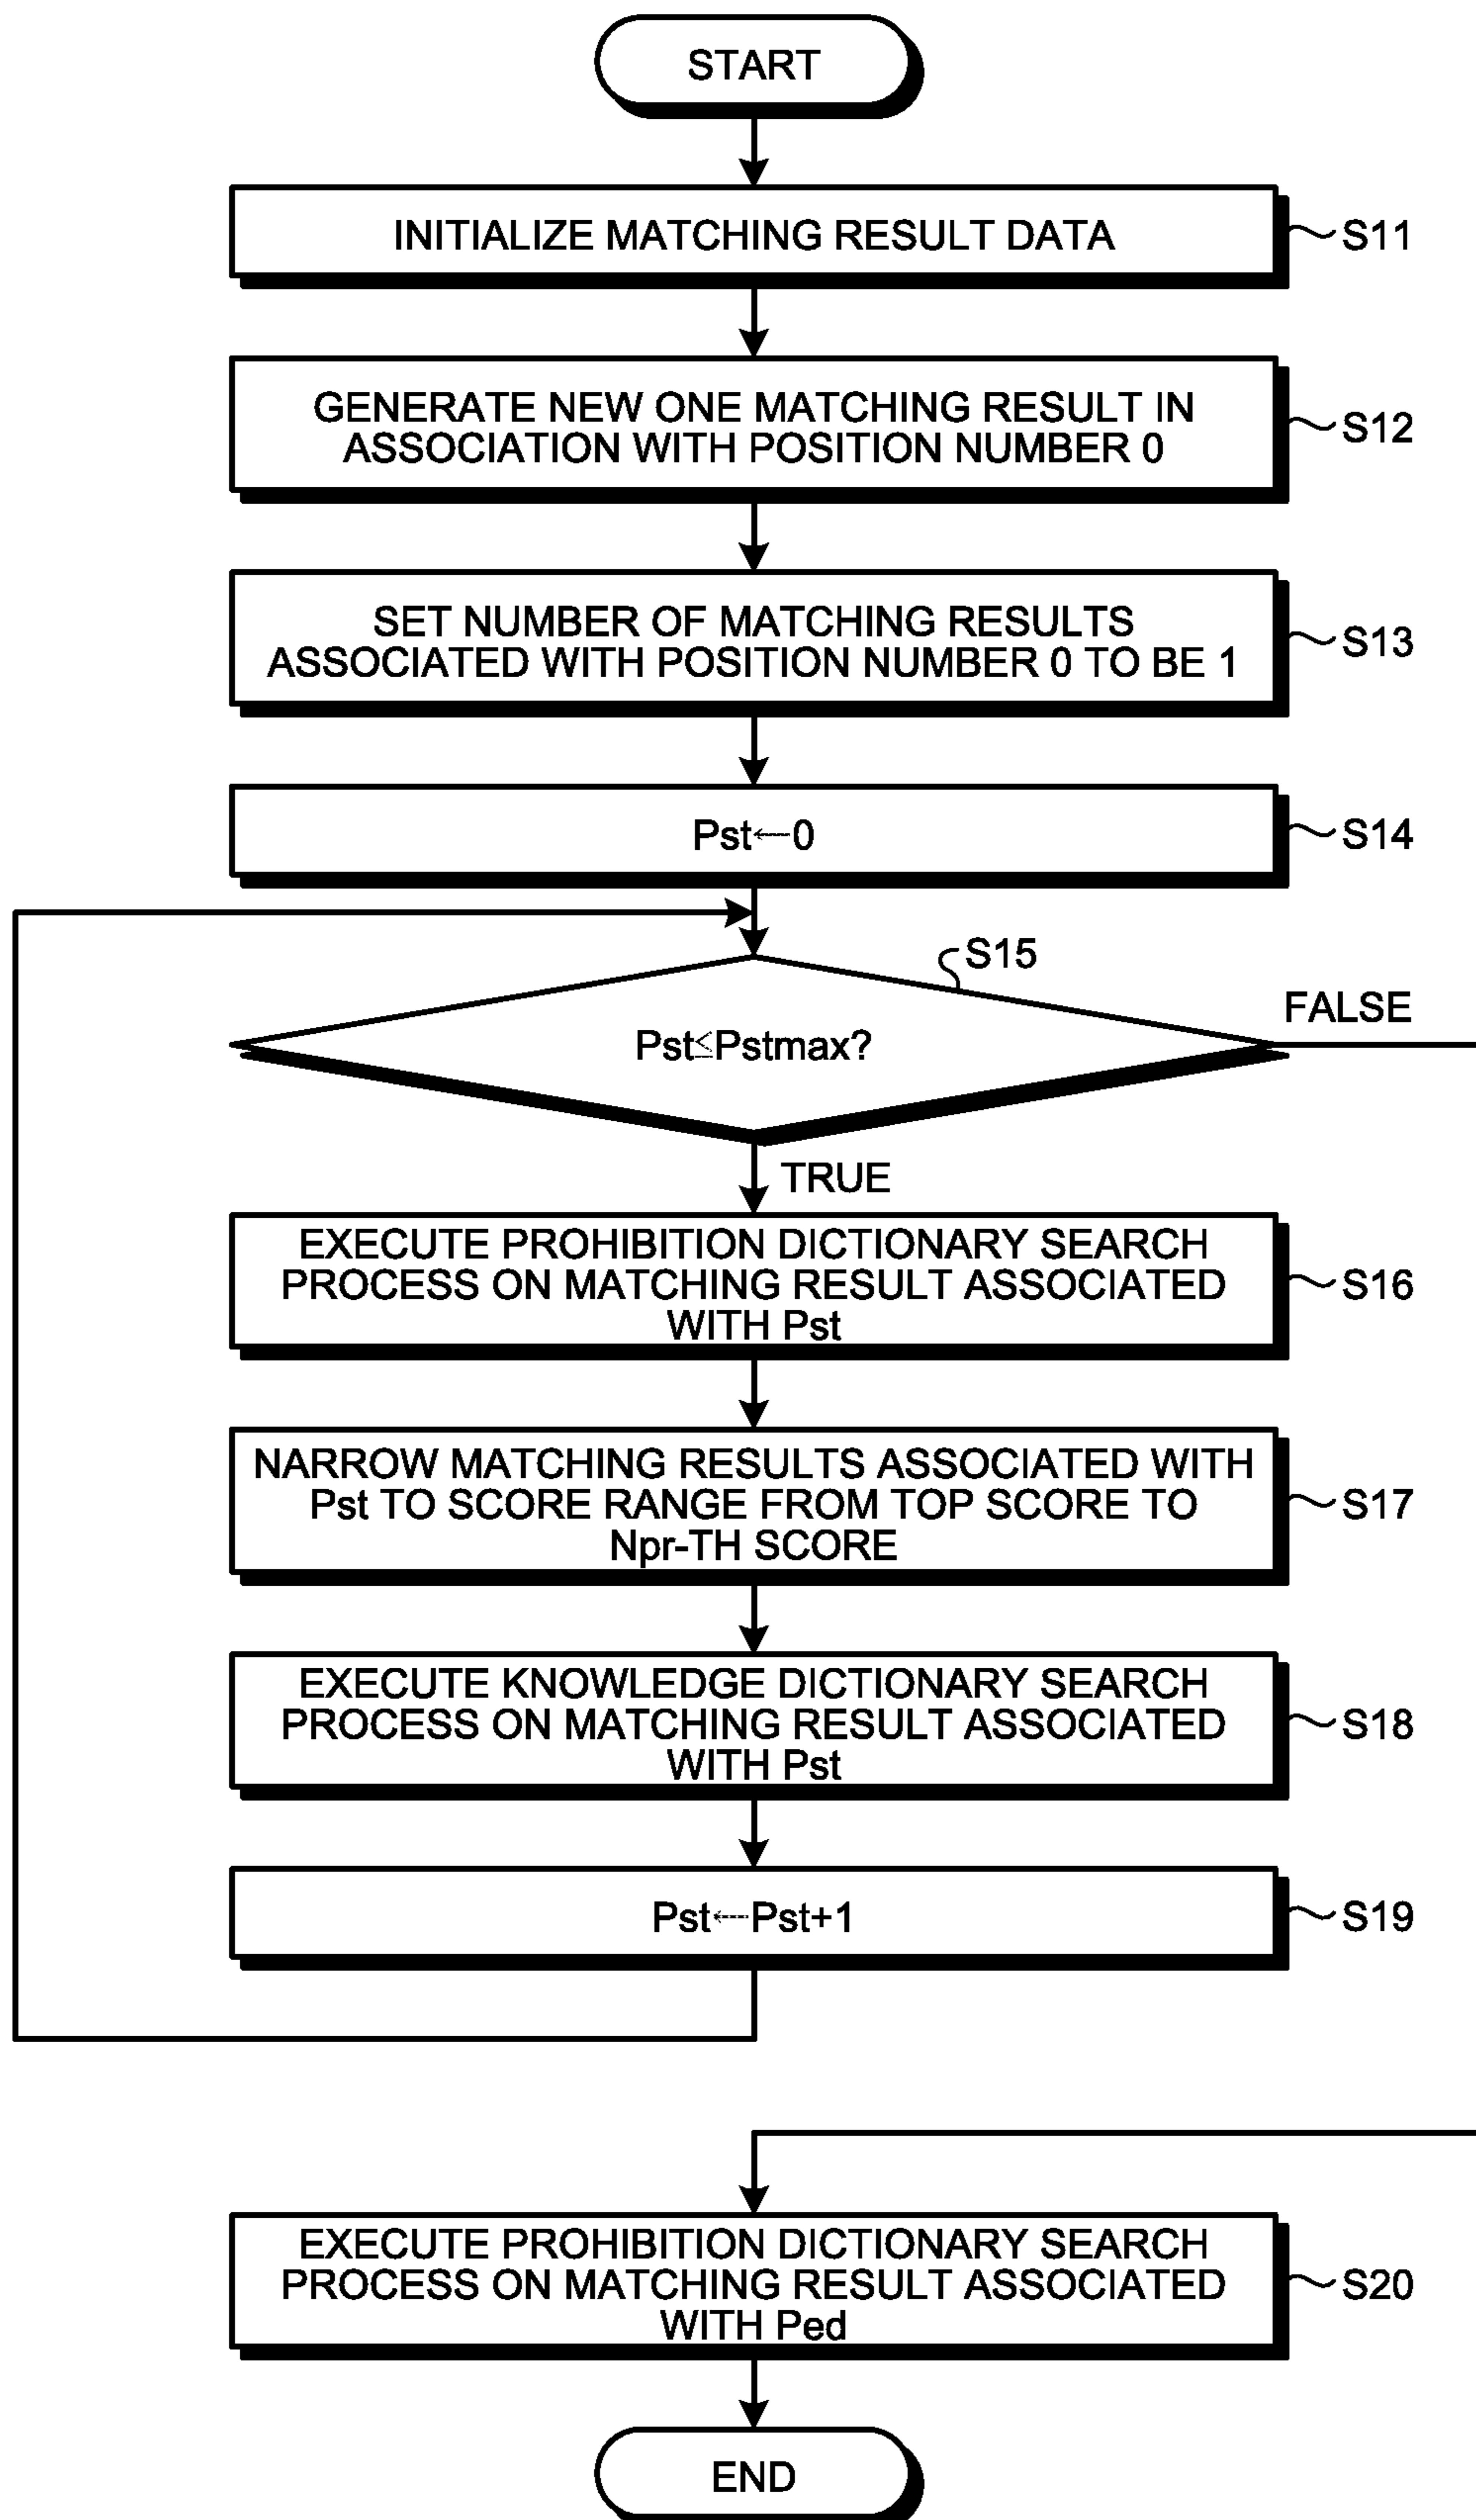 START
INITIALIZE MATCHING RESULT DATA
S11
GENERATE NEW ONE MATCHING RESULT IN
ASSOCIATION WITH POSITION NUMBER 0
S12
SET NUMBER OF MATCHING RESULTS
ASSOCIATED WITH POSITION NUMBER 0 TO BE 1
S13
Pst←0
S14
S15
Pst≤Pstmax?
FALSE
TRUE
EXECUTE PROHIBITION DICTIONARY SEARCH
PROCESS ON MATCHING RESULT ASSOCIATED
WITH Pst
S16
NARROW MATCHING RESULTS ASSOCIATED WITH
Pst TO SCORE RANGE FROM TOP SCORE TO
Npr-TH SCORE
S17
EXECUTE KNOWLEDGE DICTIONARY SEARCH
PROCESS ON MATCHING RESULT ASSOCIATED
WITH Pst
S18
Pst←Pst+1
S19
EXECUTE PROHIBITION DICTIONARY SEARCH
PROCESS ON MATCHING RESULT ASSOCIATED
WITH Ped
S20
END